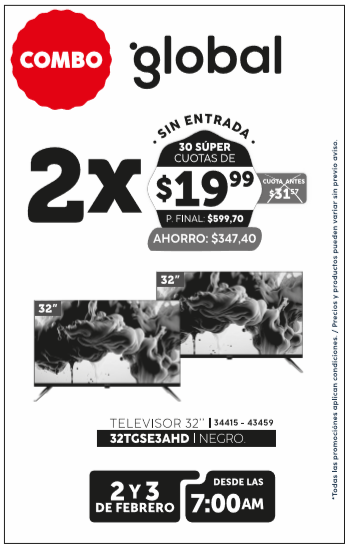 COMBO
global
SIN ENTRADA
2x
30 SÚPER
CUOTAS DE
$19⁹⁹
CUOTA ANTES
$31⁵⁷
P. FINAL: $599,70
AHORRO: $347,40
32"
32"
TELEVISOR 32'' | 34415 - 43459
32TGSE3AHD | NEGRO.
2 Y 3
DE FEBRERO
DESDE LAS
7:00AM
*Todas las promociones aplican condiciones. / Precios y productos pueden variar sin previo aviso.